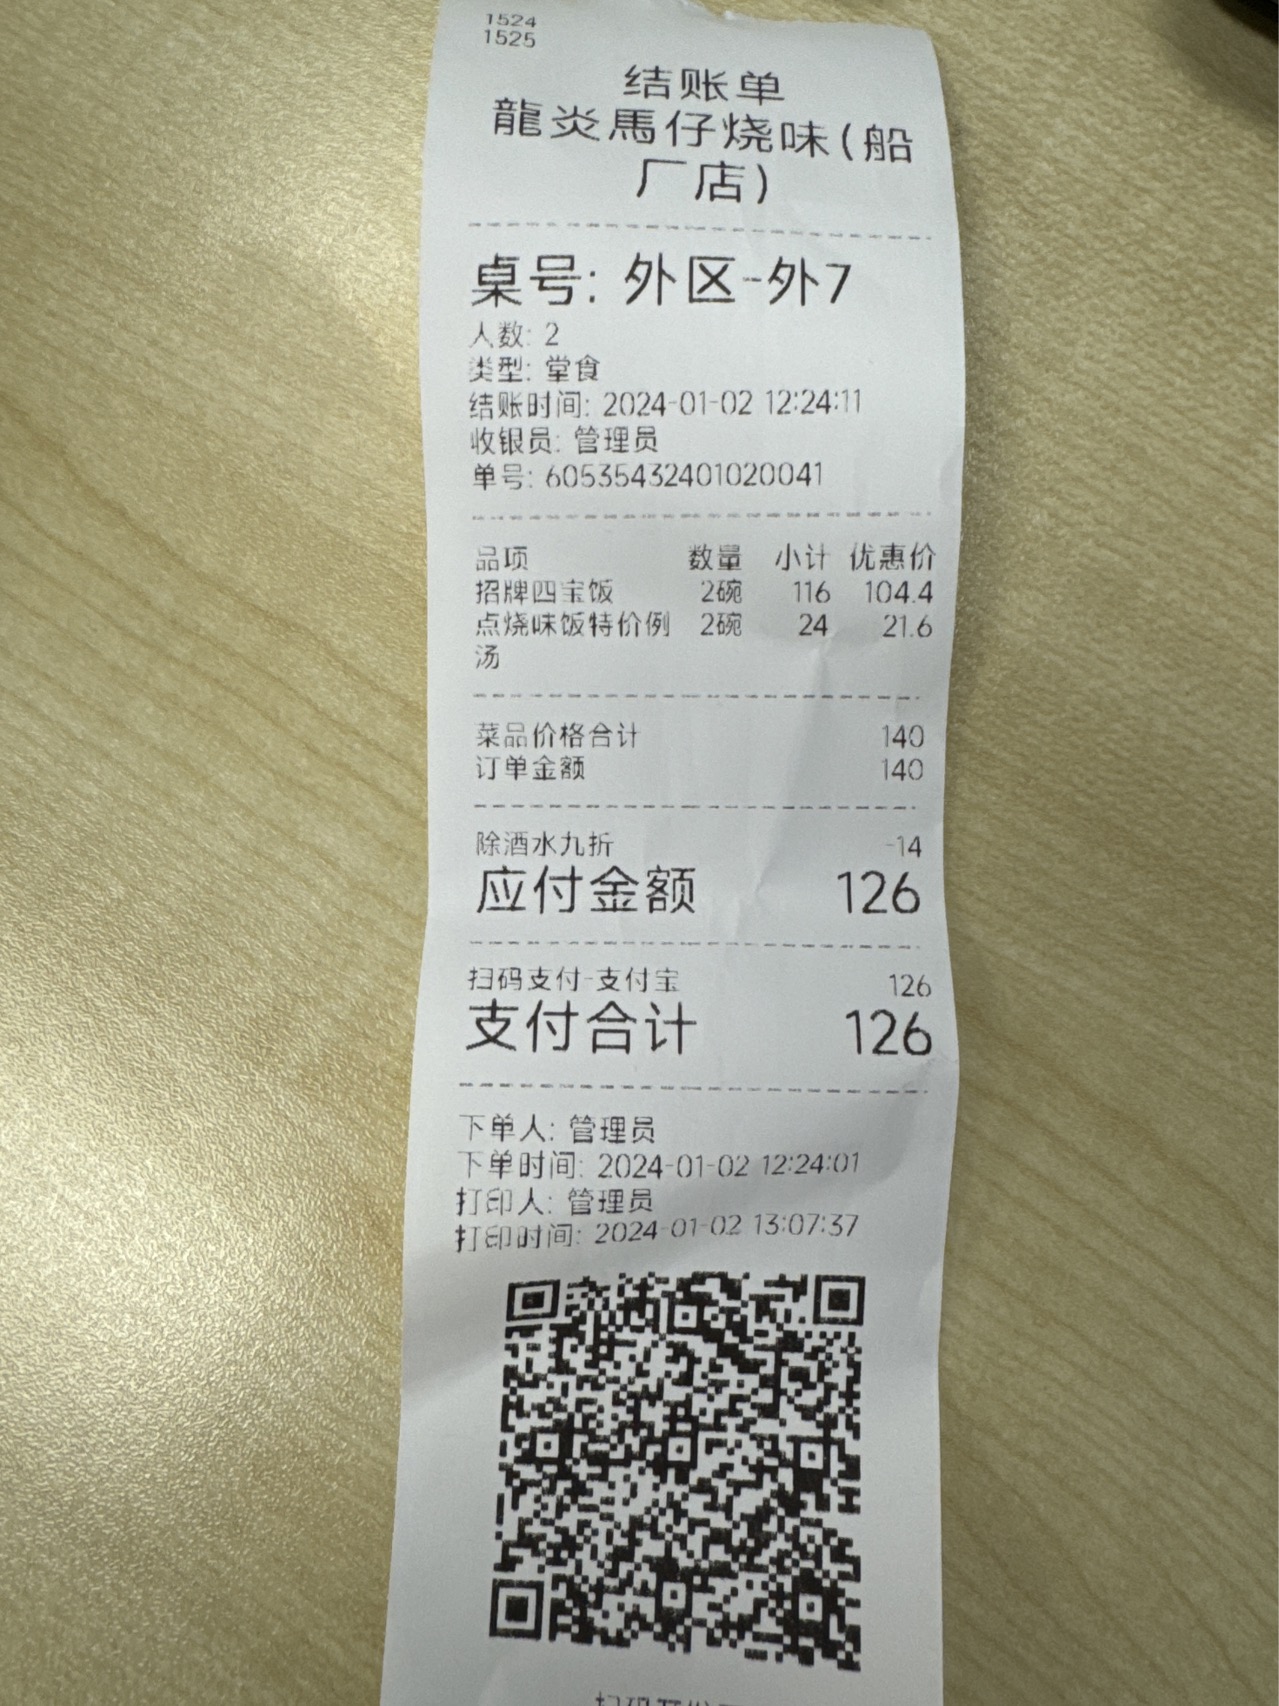 1524
1525
结账单
龍炎馬仔烧味(船
厂店)
桌号: 外区-外7
人数: 2
类型: 堂食
结账时间: 2024-01-02 12:24:11
收银员: 管理员
单号: 60535432401020041
品项 数量 小计 优惠价
招牌四宝饭 2碗 116 104.4
点烧味饭特价例 2碗 24 21.6
汤
菜品价格合计 140
订单金额 140
除酒水九折 -14
应付金额 126
扫码支付-支付宝 126
支付合计 126
下单人: 管理员
下单时间: 2024-01-02 12:24:01
打印人: 管理员
打印时间: 2024-01-02 13:07:37